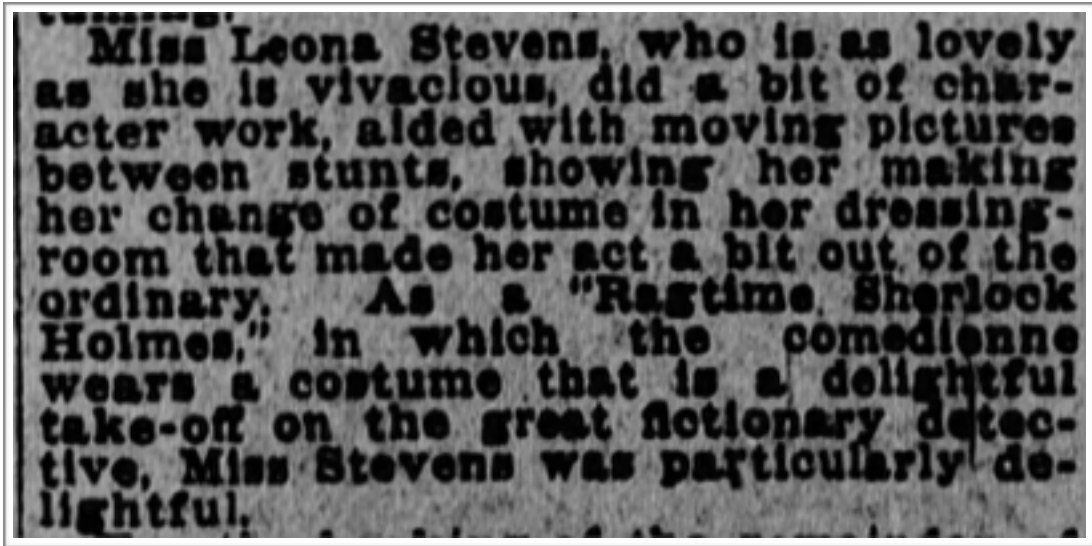 Miss Leona Stevens, who is as lovely
as she is vivacious, did a bit of char-
acter work, aided with moving pictures
between stunts, showing her making
her change of costume in her dressing-
room that made her act a bit out of the
ordinary. As a "Ragtime Sherlock
Holmes," in which the comedienne
wears a costume that is a delightful
take-off on the great fictionary detec-
tive, Miss Stevens was particularly de-
lightful.